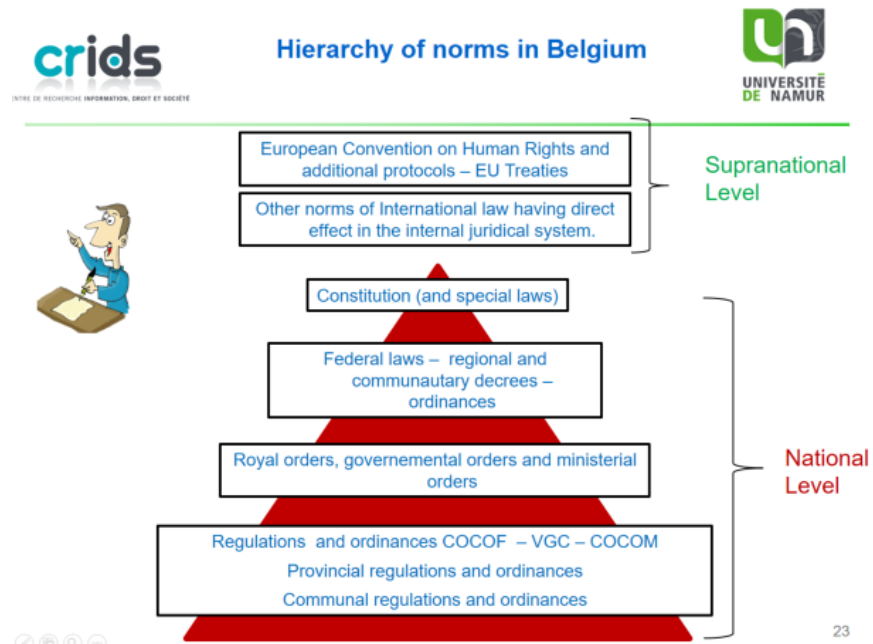 crids
ENTRE DE RECHERCHE INFORMATION, DROIT ET SOCIÉTÉ
Hierarchy of norms in Belgium
UNIVERSITÉ
DE NAMUR
European Convention on Human Rights and
additional protocols – EU Treaties
Other norms of International law having direct
effect in the internal juridical system.
Supranational
Level
Constitution (and special laws)
Federal laws – regional and
communautary decrees –
ordinances
Royal orders, governemental orders and ministerial
orders
National
Level
Regulations and ordinances COCOF – VGC – COCOM
Provincial regulations and ordinances
Communal regulations and ordinances
23